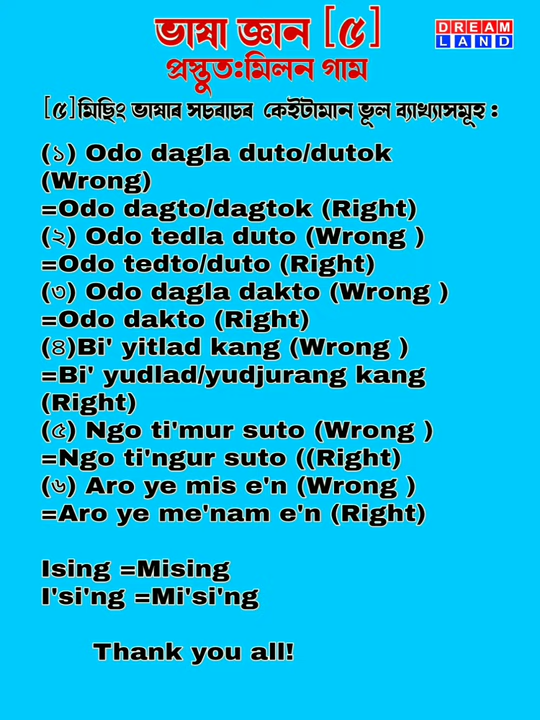 ভাষা জ্ঞান [৫]
DREAM
LAND
প্রস্তুত:মিলন গাম
[৫]মিছিং ভাষাৰ সচৰাচৰ কেইটামান ভূল ব্যাখ্যাসমূহ :
(১) Odo dagla duto/dutok
(Wrong)
=Odo dagto/dagtok (Right)
(২) Odo tedla duto (Wrong )
=Odo tedto/duto (Right)
(৩) Odo dagla dakto (Wrong )
=Odo dakto (Right)
(৪)Bi' yitlad kang (Wrong )
=Bi' yudlad/yudjurang kang
(Right)
(৫) Ngo ti'mur suto (Wrong )
=Ngo ti'ngur suto ((Right)
(৬) Aro ye mis e'n (Wrong )
=Aro ye me'nam e'n (Right)
Ising =Mising
I'si'ng =Mi'si'ng
Thank you all!